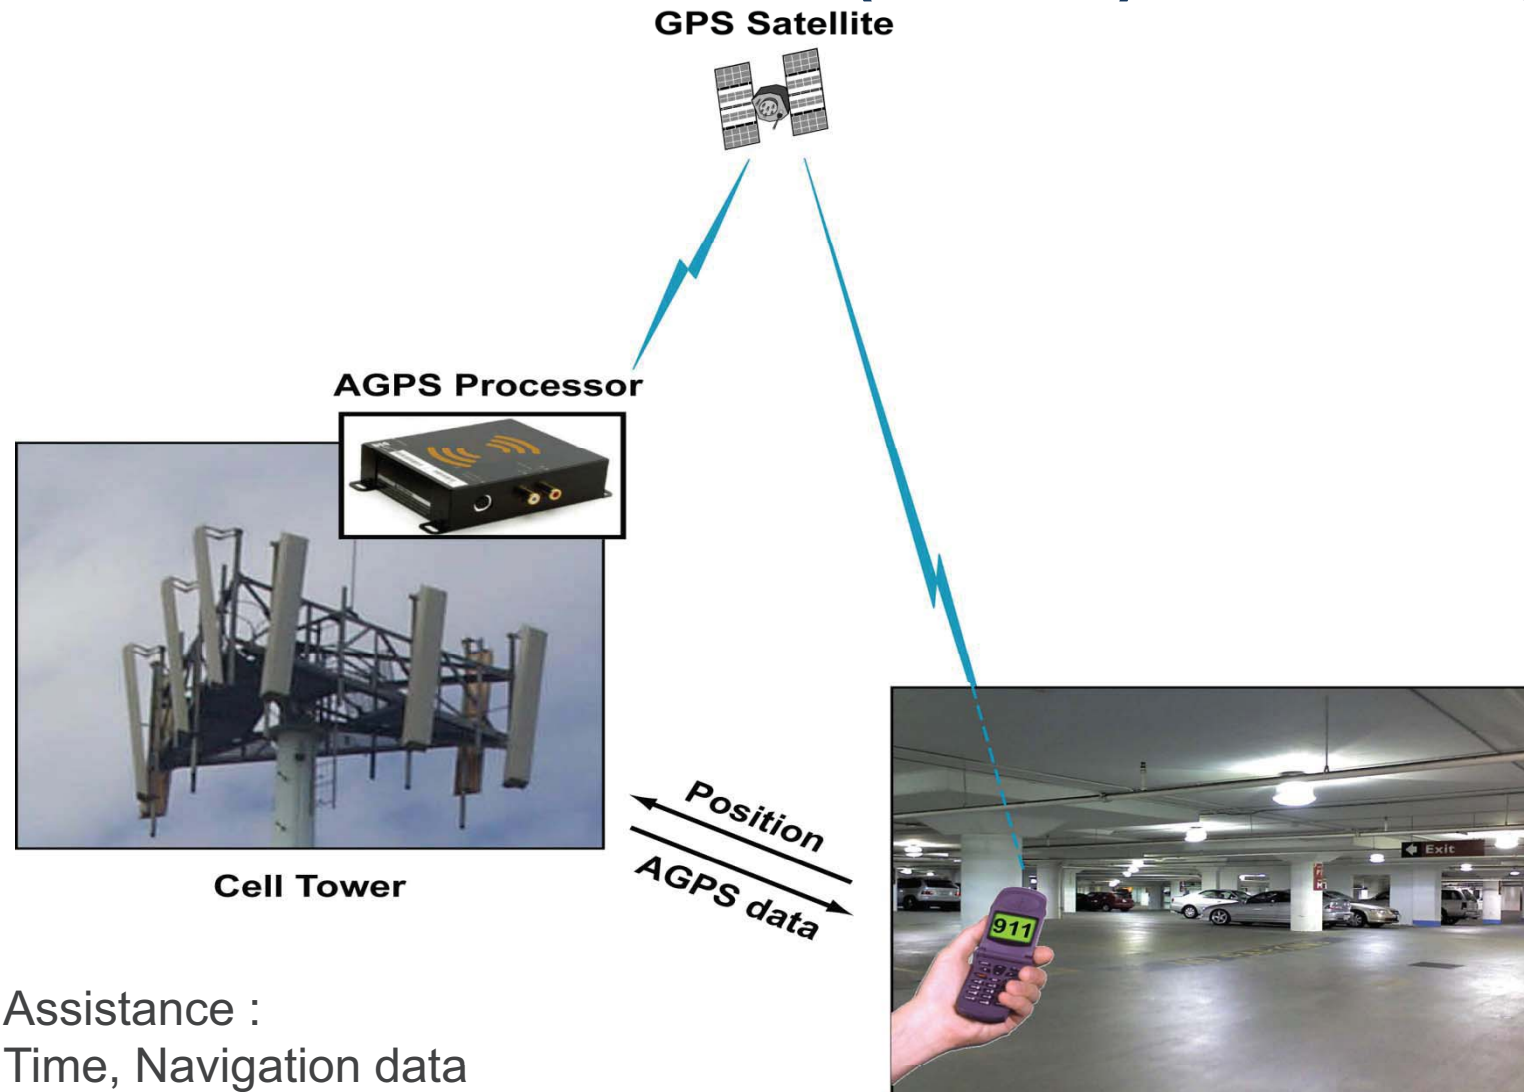 GPS Satellite
AGPS Processor
Position
AGPS data
Cell Tower
Exit
911
Assistance :
Time, Navigation data